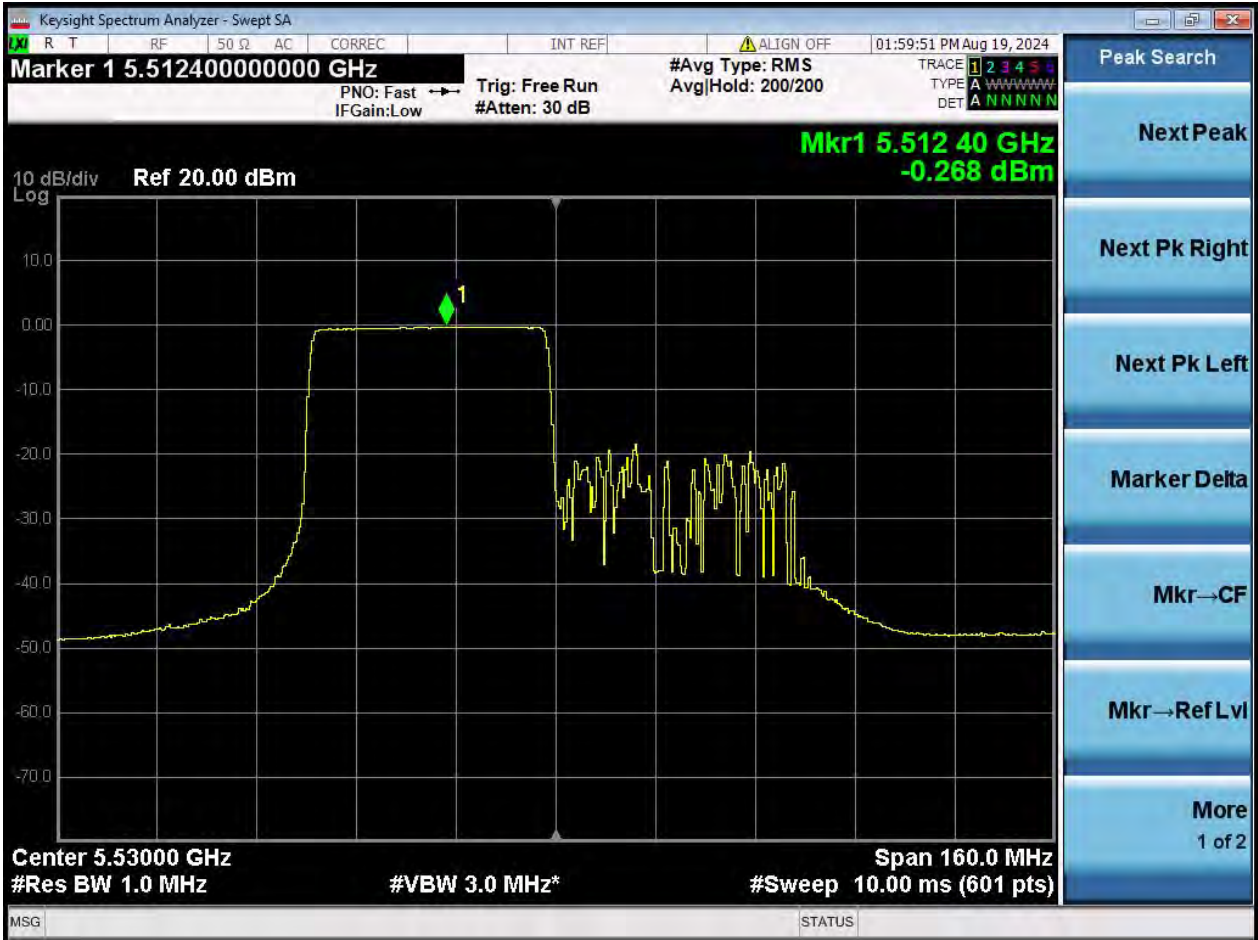 Keysight Spectrum Analyzer - Swept SA
LXI R T RF 50 Ω AC CORREC INT REF ALIGN OFF 01:59:51 PM Aug 19, 2024
Marker 1 5.512400000000 GHz
PNO: Fast
IFGain:Low
Trig: Free Run
#Atten: 30 dB
#Avg Type: RMS
Avg|Hold: 200/200
TRACE 1 2 3 4 5 6
TYPE A WWWWW
DET A N N N N N
Mkr1 5.512 40 GHz
-0.268 dBm
10 dB/div Ref 20.00 dBm
Log
10.0
0.00
-10.0
-20.0
-30.0
-40.0
-50.0
-60.0
-70.0
1
Center 5.53000 GHz Span 160.0 MHz
#Res BW 1.0 MHz #VBW 3.0 MHz* #Sweep 10.00 ms (601 pts)
MSG STATUS
Peak Search
Next Peak
Next Pk Right
Next Pk Left
Marker Delta
Mkr→CF
Mkr→Ref Lvl
More
1 of 2